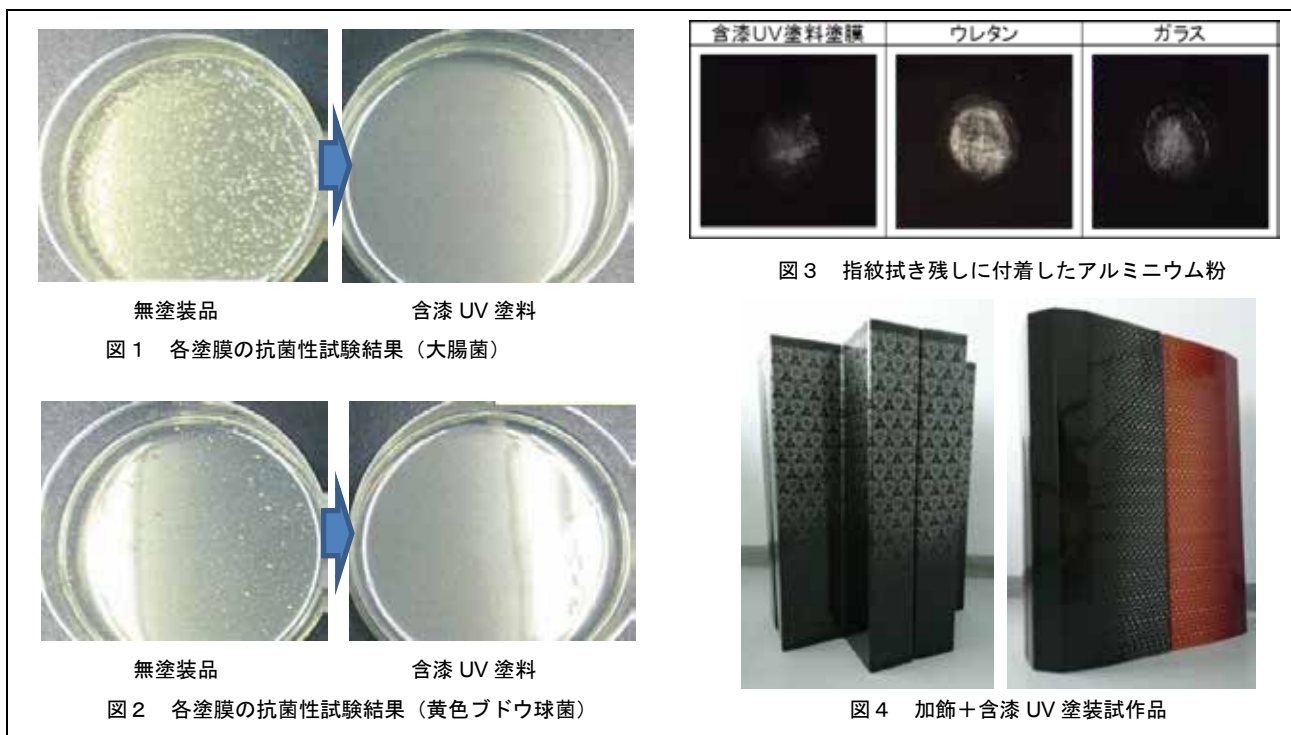 無塗装品
含漆 UV 塗料
図１　各塗膜の抗菌性試験結果（大腸菌）
無塗装品
含漆 UV 塗料
図２　各塗膜の抗菌性試験結果（黄色ブドウ球菌）
含漆UV塗料塗膜
ウレタン
ガラス
図３　指紋拭き残しに付着したアルミニウム粉
図４　加飾＋含漆 UV 塗装試作品